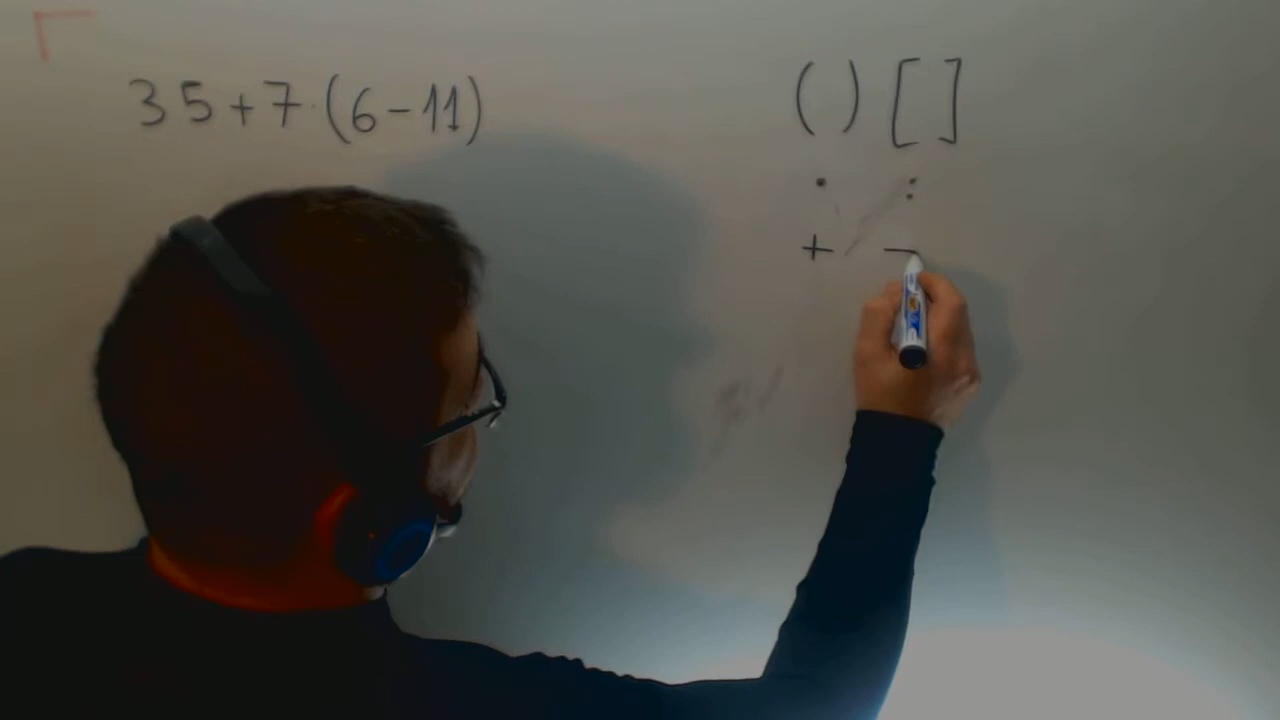 35+7·(6-11)
( ) [ ]
· :
+ -